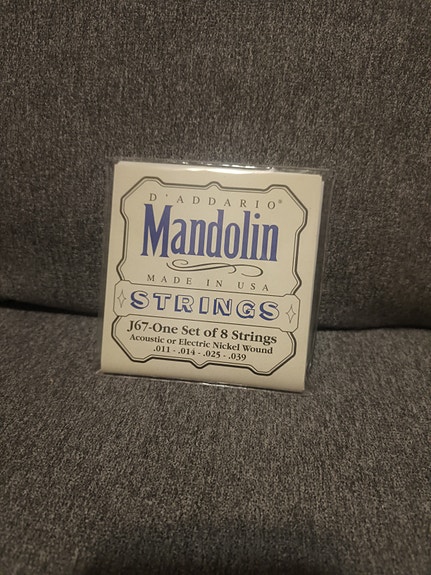 D'ADDARIO®
Mandolin
MADE IN USA
STRINGS
J67-One Set of 8 Strings
Acoustic or Electric Nickel Wound
.011 - .014 - .025 - .039